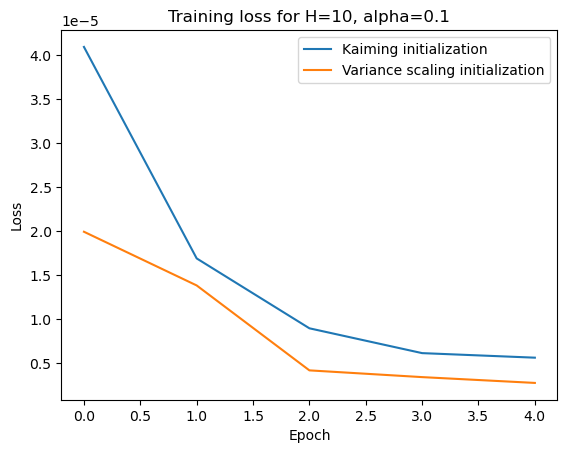 Training loss for H=10, alpha=0.1
1e−5
Kaiming initialization
Variance scaling initialization
4.0
3.5
3.0
2.5
2.0
1.5
1.0
0.5
Loss
0.0 0.5 1.0 1.5 2.0 2.5 3.0 3.5 4.0
Epoch